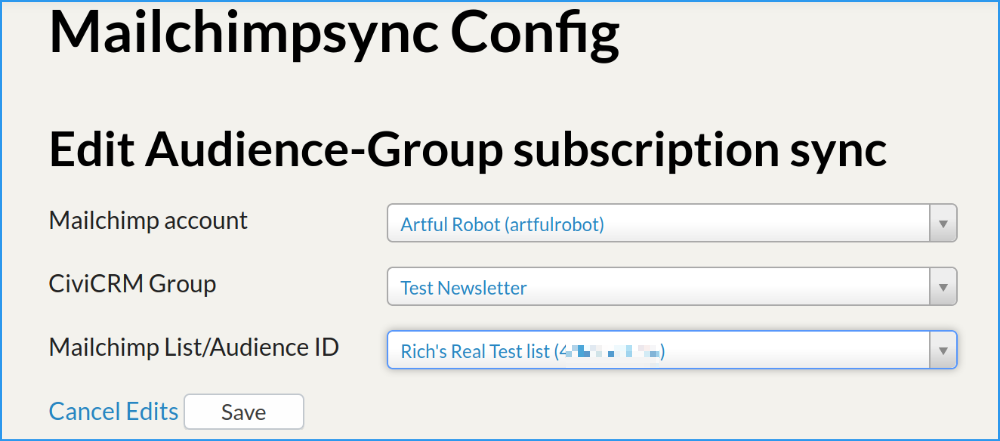 Mailchimpsync Config
Edit Audience-Group subscription sync
Mailchimp account
Artful Robot (artfulrobot)
CiviCRM Group
Test Newsletter
Mailchimp List/Audience ID
Rich's Real Test list (4
Cancel Edits Save